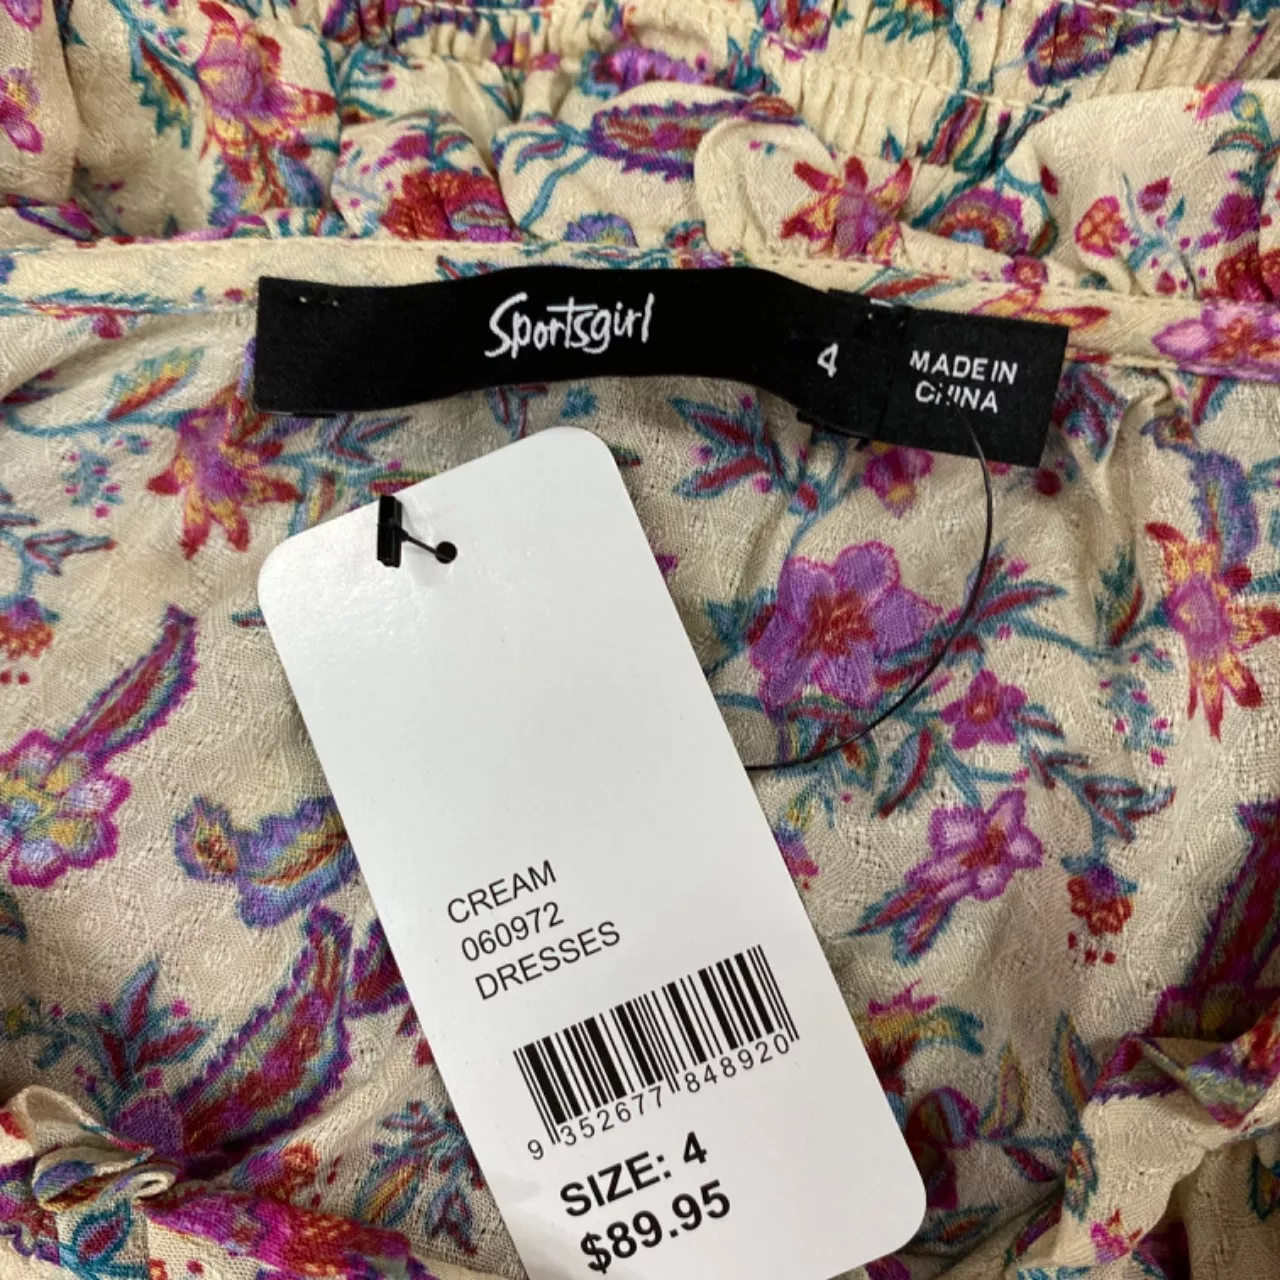 Sportsgirl
4
MADE IN
CHINA
CREAM
060972
DRESSES
9 352677 848920
SIZE: 4
$89.95